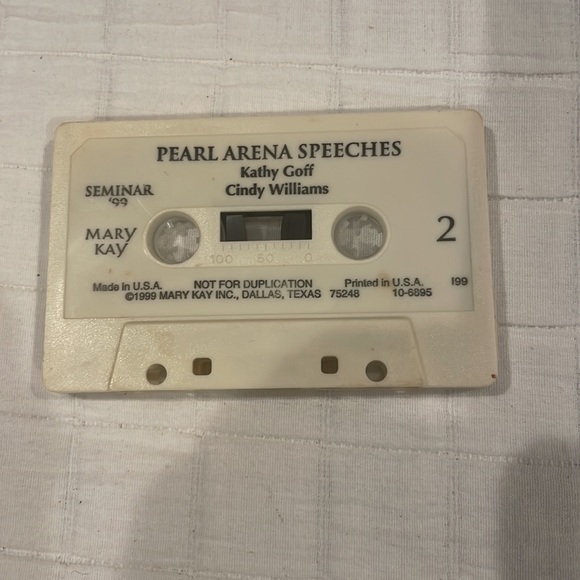 PEARL ARENA SPEECHES
Kathy Goff
Cindy Williams
SEMINAR
'99
MARY
KAY
2
100 50 0
Made in U.S.A. NOT FOR DUPLICATION Printed in U.S.A. I99
©1999 MARY KAY INC., DALLAS, TEXAS 75248 10-6895